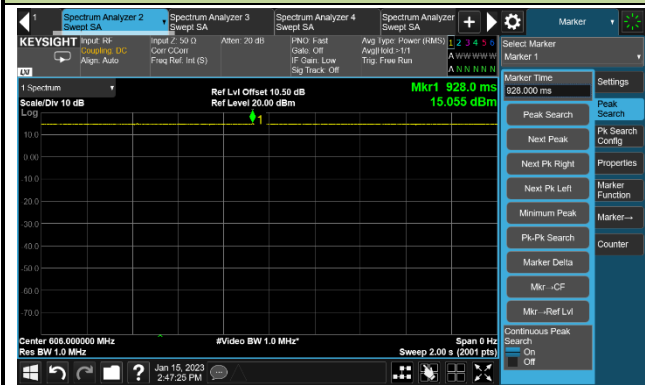 1
Spectrum Analyzer 2
Swept SA
Spectrum Analyzer 3
Swept SA
Spectrum Analyzer 4
Swept SA
Spectrum Analyzer
Swept SA
Marker
KEYSIGHT
Input: RF
Coupling: DC
Align: Auto
Input Z: 50 Ω
Corr CCorr
Freq Ref: Int (S)
Atten: 20 dB
PNO: Fast
Gate: Off
IF Gain: Low
Sig Track: Off
Avg Type: Power (RMS)
Avg|Hold:>1/1
Trig: Free Run
1 2 3 4 5 6
A W W W W W
A N N N N N
Select Marker
Marker 1
LXI
1 Spectrum
Scale/Div 10 dB
Log
Ref Lvl Offset 10.50 dB
Ref Level 20.00 dBm
Mkr1 928.0 ms
15.055 dBm
1
10.0
0.00
-10.0
-20.0
-30.0
-40.0
-50.0
-60.0
-70.0
Center 606.000000 MHz
Res BW 1.0 MHz
#Video BW 1.0 MHz*
Span 0 Hz
Sweep 2.00 s (2001 pts)
Marker Time
928.000 ms
Peak Search
Next Peak
Next Pk Right
Next Pk Left
Minimum Peak
Pk-Pk Search
Marker Delta
Mkr→CF
Mkr→Ref Lvl
Continuous Peak
Search
On
Off
Settings
Peak
Search
Pk Search
Config
Properties
Marker
Function
Marker→
Counter
?
Jan 15, 2023
2:47:25 PM